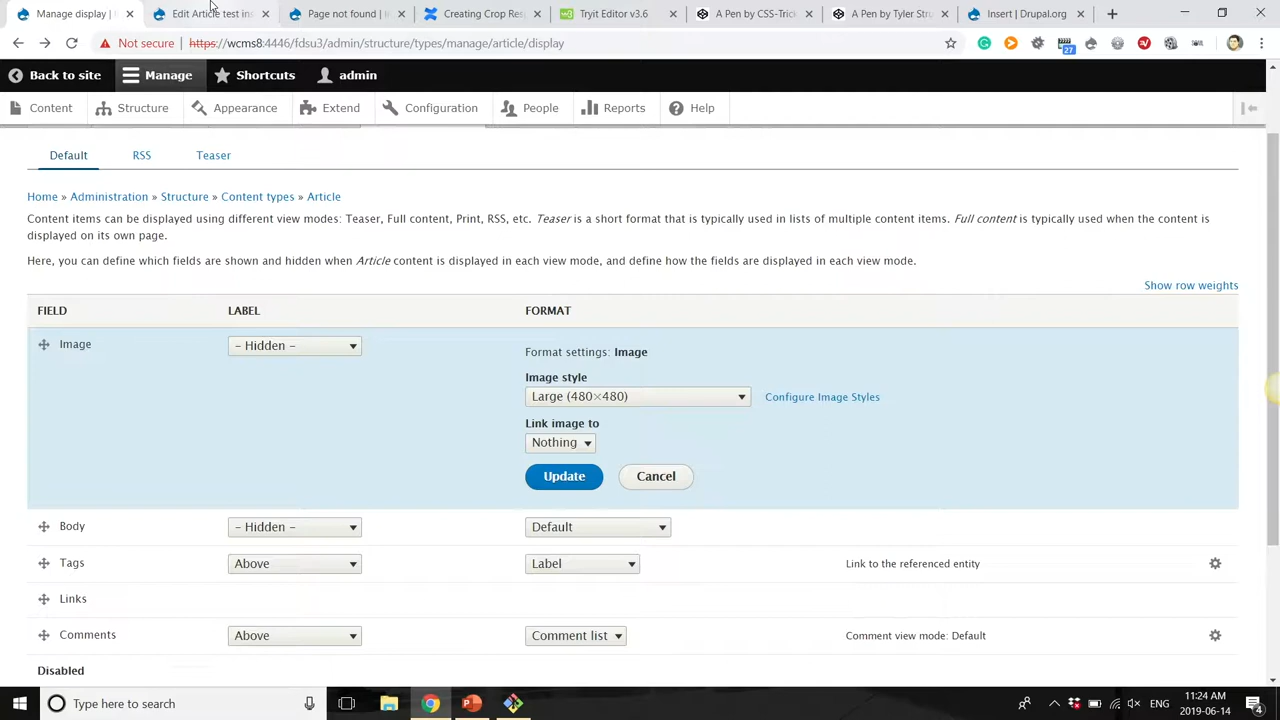 Manage display |
Edit Article test ins
Page not found |
Creating Crop Res
Tryit Editor v3.6
A Pen by CSS-Trick
A Pen by Tyler Stu
Insert | Drupal.org
Not secure
https://wcms8:4446/fdsu3/admin/structure/types/manage/article/display
27
Back to site
Manage
Shortcuts
admin
Content
Structure
Appearance
Extend
Configuration
People
Reports
Help
Default
RSS
Teaser
Home » Administration » Structure » Content types » Article
Content items can be displayed using different view modes: Teaser, Full content, Print, RSS, etc. Teaser is a short format that is typically used in lists of multiple content items. Full content is typically used when the content is
displayed on its own page.
Here, you can define which fields are shown and hidden when Article content is displayed in each view mode, and define how the fields are displayed in each view mode.
Show row weights
FIELD LABEL FORMAT
Image
- Hidden -
Format settings: Image
Image style
Large (480×480)
Configure Image Styles
Link image to
Nothing
Update
Cancel
Body
- Hidden -
Default
Tags
Above
Label
Link to the referenced entity
Links
Comments
Above
Comment list
Comment view mode: Default
Disabled
Type here to search
ENG
11:24 AM
2019-06-14
4